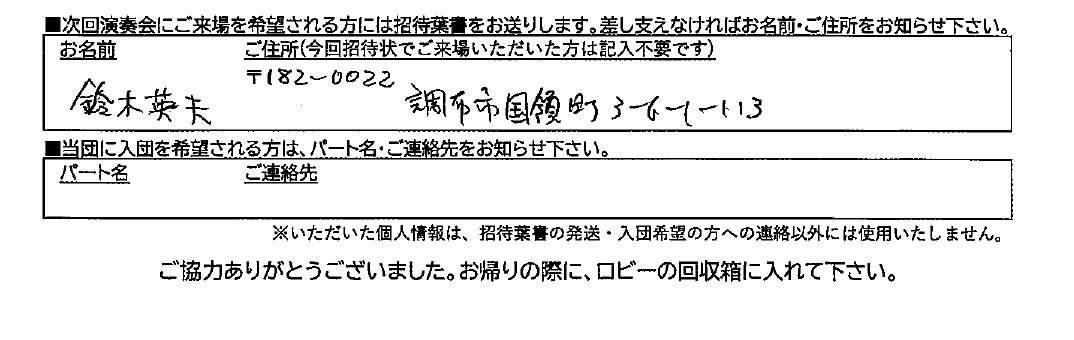 ■次回演奏会にご来場を希望される方には招待葉書をお送りします。差し支えなければお名前・ご住所をお知らせ下さい。
お名前 ご住所(今回招待状でご来場いただいた方は記入不要です)
〒182-0022
鈴木英夫 調布市国領町3-6-1-113
■当団に入団を希望される方は、パート名・ご連絡先をお知らせ下さい。
パート名 ご連絡先
※いただいた個人情報は、招待葉書の発送・入団希望の方への連絡以外には使用いたしません。
ご協力ありがとうございました。お帰りの際に、ロビーの回収箱に入れて下さい。